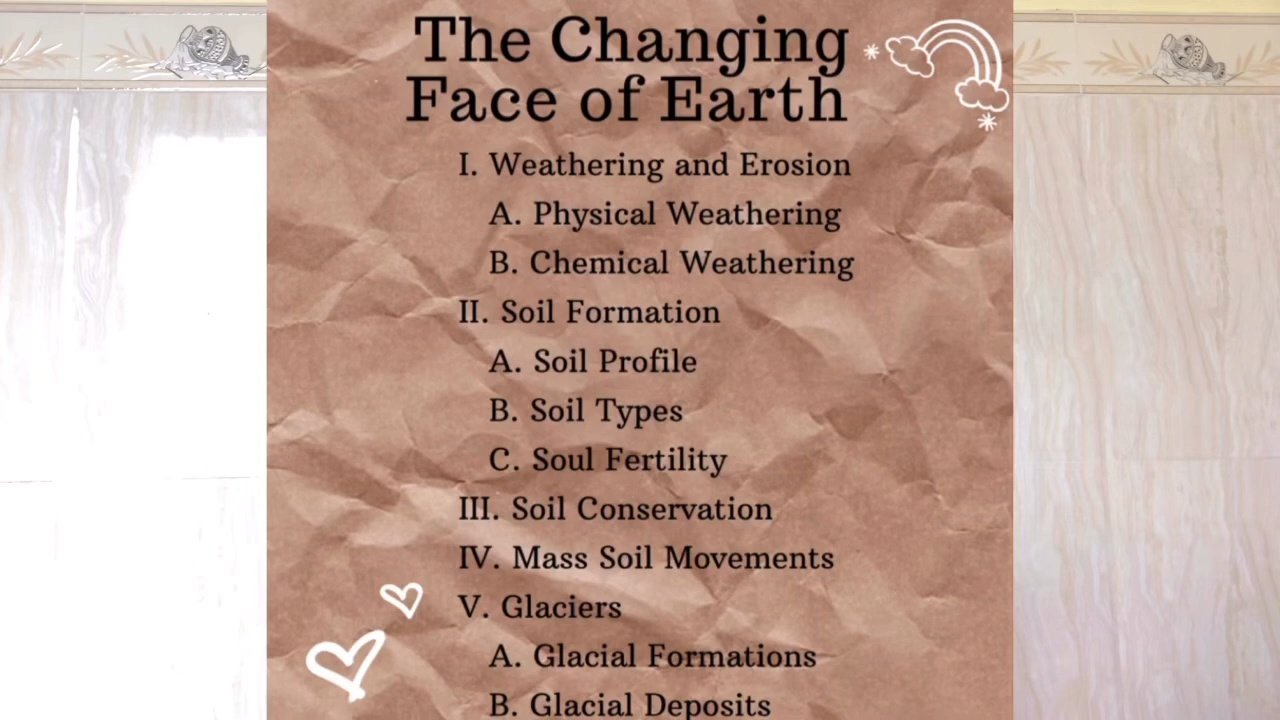 The Changing
Face of Earth
I. Weathering and Erosion
A. Physical Weathering
B. Chemical Weathering
II. Soil Formation
A. Soil Profile
B. Soil Types
C. Soul Fertility
III. Soil Conservation
IV. Mass Soil Movements
V. Glaciers
A. Glacial Formations
B. Glacial Deposits